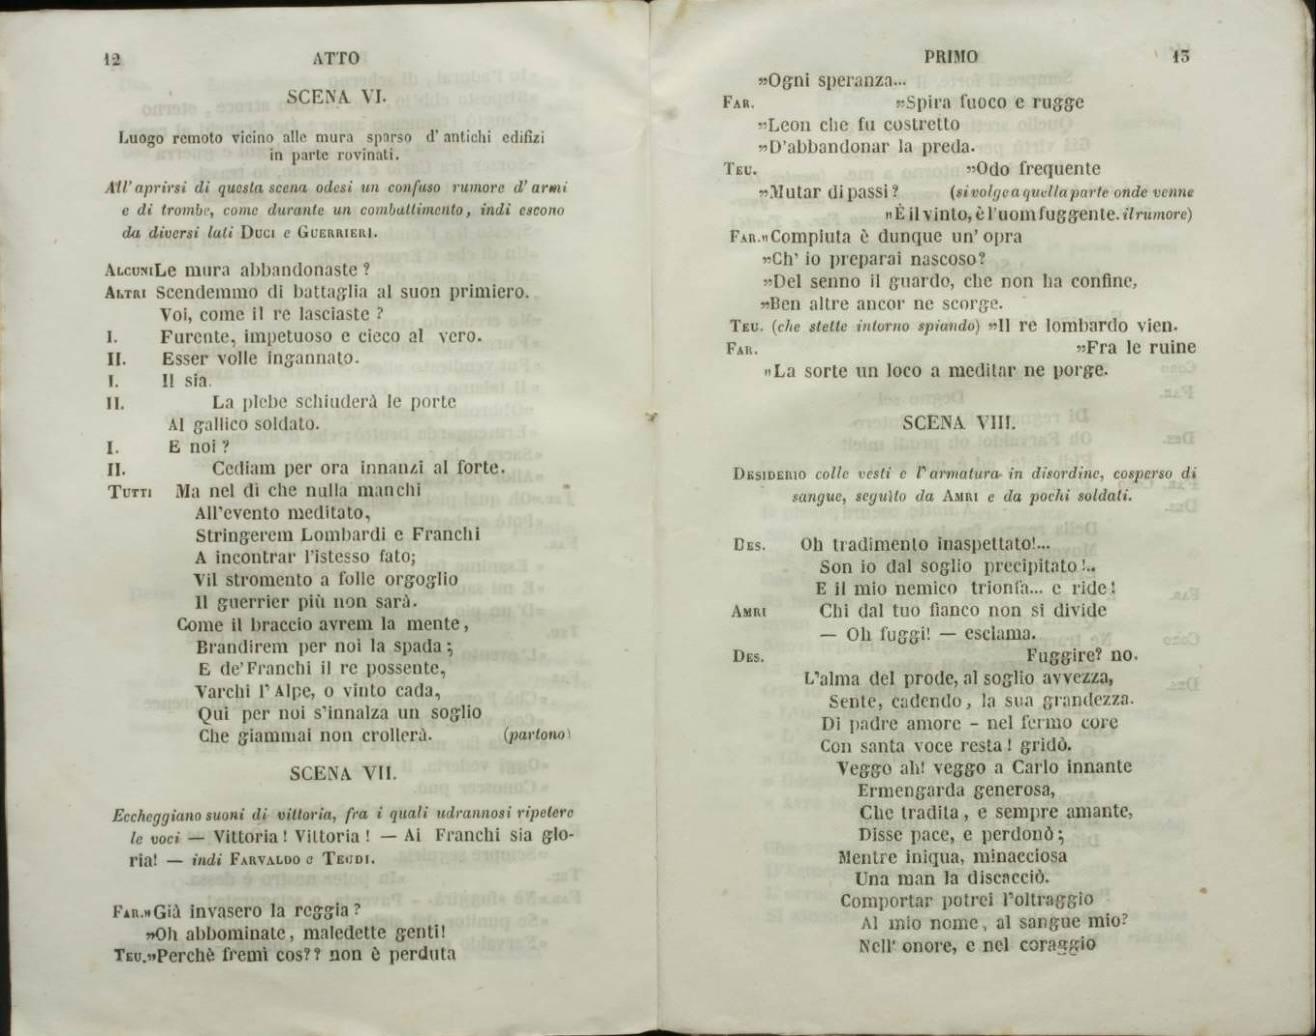 12 ATTO
SCENA VI.
Luogo remoto vicino alle mura sparso d' antichi edifizi
in parte rovinati.
All' aprirsi di questa scena odesi un confuso rumore d' armi
e di trombe, come durante un combattimento, indi escono
da diversi lati DUCI e GUERRIERI.
ALCUNI Le mura abbandonaste ?
ALTRI Scendemmo di battaglia al suon primiero.
Voi, come il re lasciaste ?
I. Furente, impetuoso e cieco al vero.
II. Esser volle ingannato.
I. Il sia.
II. La plebe schiuderà le porte
Al gallico soldato.
I. E noi ?
II. Cediam per ora innanzi al forte.
TUTTI Ma nel dì che nulla manchi
All'evento meditato,
Stringerem Lombardi e Franchi
A incontrar l'istesso fato;
Vil stromento a folle orgoglio
Il guerrier più non sarà.
Come il braccio avrem la mente,
Brandirem per noi la spada;
E de' Franchi il re possente,
Varchi l' Alpe, o vinto cada,
Qui per noi s'innalza un soglio
Che giammai non crollerà. (partono)
SCENA VII.
Eccheggiano suoni di vittoria, fra i quali udrannosi ripetere
le voci — Vittoria ! Vittoria ! — Ai Franchi sia glo-
ria! — indi FARVALDO e TEUDI.
FAR. »Già invasero la reggia ?
»Oh abbominate, maledette genti!
TEU. »Perchè fremi cos?? non è perduta
PRIMO 13
»Ogni speranza...
FAR. »Spira fuoco e rugge
»Leon che fu costretto
»D'abbandonar la preda.
TEU. »Odo frequente
»Mutar di passi ? (si volge a quella parte onde venne
»È il vinto, è l'uom fuggente. il rumore)
FAR. »Compiuta è dunque un' opra
»Ch' io preparai nascoso?
»Del senno il guardo, che non ha confine,
»Ben altre ancor ne scorge.
TEU. (che stette intorno spiando) »Il re lombardo vien.
FAR. »Fra le ruine
»La sorte un loco a meditar ne porge.
SCENA VIII.
DESIDERIO colle vesti e l'armatura in disordine, cosperso di
sangue, seguìto da AMRI e da pochi soldati.
DES. Oh tradimento inaspettato!...
Son io dal soglio precipitato!..
E il mio nemico trionfa... e ride!
AMRI Chi dal tuo fianco non si divide
— Oh fuggi! — esclama.
DES. Fuggire? no.
L'alma del prode, al soglio avvezza,
Sente, cadendo, la sua grandezza.
Di padre amore - nel fermo core
Con santa voce resta! gridò.
Veggo ah! veggo a Carlo innante
Ermengarda generosa,
Che tradita, e sempre amante,
Disse pace, e perdonò;
Mentre iniqua, minacciosa
Una man la discacciò.
Comportar potrei l'oltraggio
Al mio nome, al sangue mio?
Nell' onore, e nel coraggio